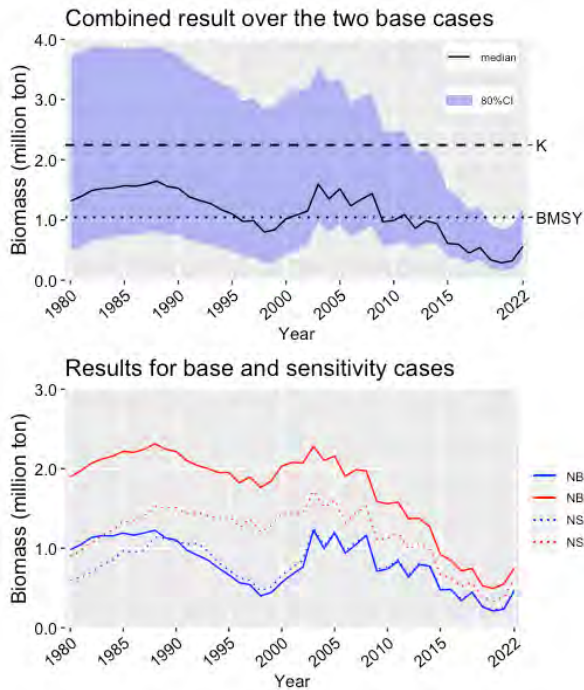 Combined result over the two base cases
Biomass (million ton)
4.0
3.0
2.0
1.0
0.0
median
80%CI
K
BMSY
1980
1985
1990
1995
2000
2005
2010
2015
2022
Year
Results for base and sensitivity cases
Biomass (million ton)
3.0
2.0
1.0
0.0
NB
NB
NS
NS
1980
1985
1990
1995
2000
2005
2010
2015
2022
Year